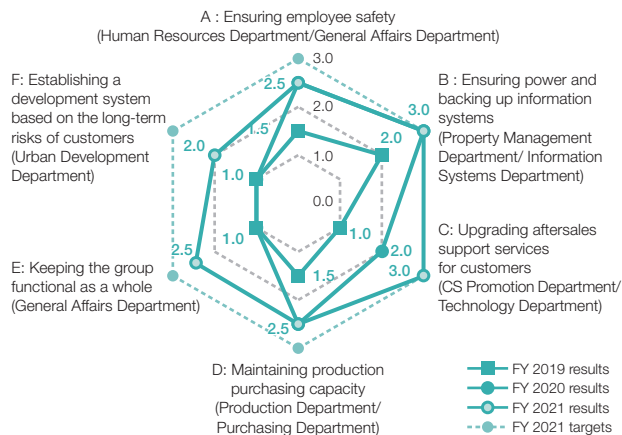 A : Ensuring employee safety
(Human Resources Department/General Affairs Department)
3.0
2.5
F: Establishing a
development system
based on the long-term
risks of customers
(Urban Development
Department)
B : Ensuring power and
backing up information
systems
(Property Management
Department/ Information
Systems Department)
3.0
2.0
1.5
2.0
2.0
1.0
1.0
0.0
1.0
1.0
C: Upgrading aftersales
support services
for customers
(CS Promotion Department/
Technology Department)
2.0
2.5
3.0
E: Keeping the group
functional as a whole
(General Affairs Department)
1.5
2.5
D: Maintaining production
purchasing capacity
(Production Department/
Purchasing Department)
FY 2019 results
FY 2020 results
FY 2021 results
FY 2021 targets